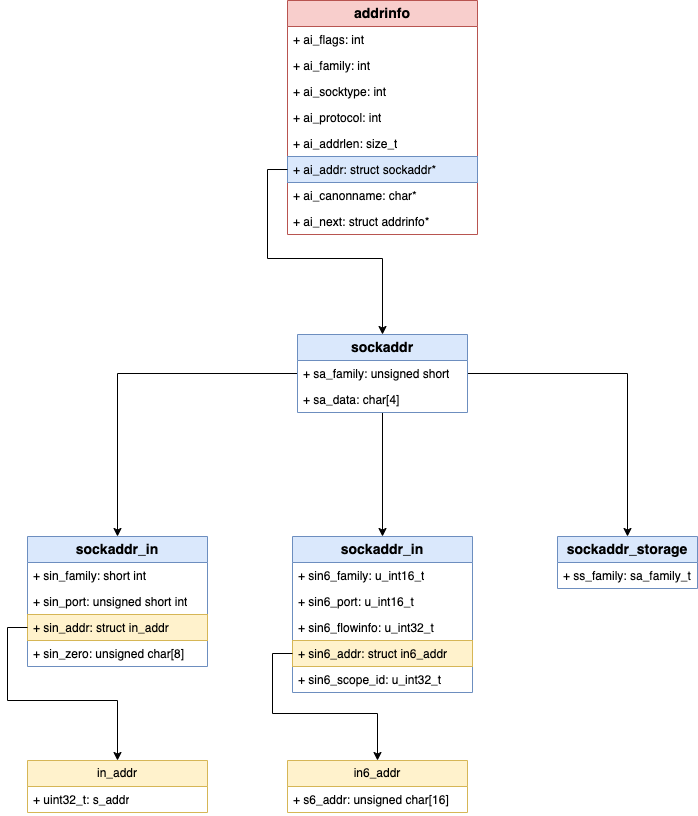 addrinfo
+ ai_flags: int
+ ai_family: int
+ ai_socktype: int
+ ai_protocol: int
+ ai_addrlen: size_t
+ ai_addr: struct sockaddr*
+ ai_canonname: char*
+ ai_next: struct addrinfo*
sockaddr
+ sa_family: unsigned short
+ sa_data: char[4]
sockaddr_in
+ sin_family: short int
+ sin_port: unsigned short int
+ sin_addr: struct in_addr
+ sin_zero: unsigned char[8]
sockaddr_in
+ sin6_family: u_int16_t
+ sin6_port: u_int16_t
+ sin6_flowinfo: u_int32_t
+ sin6_addr: struct in6_addr
+ sin6_scope_id: u_int32_t
sockaddr_storage
+ ss_family: sa_family_t
in_addr
+ uint32_t: s_addr
in6_addr
+ s6_addr: unsigned char[16]